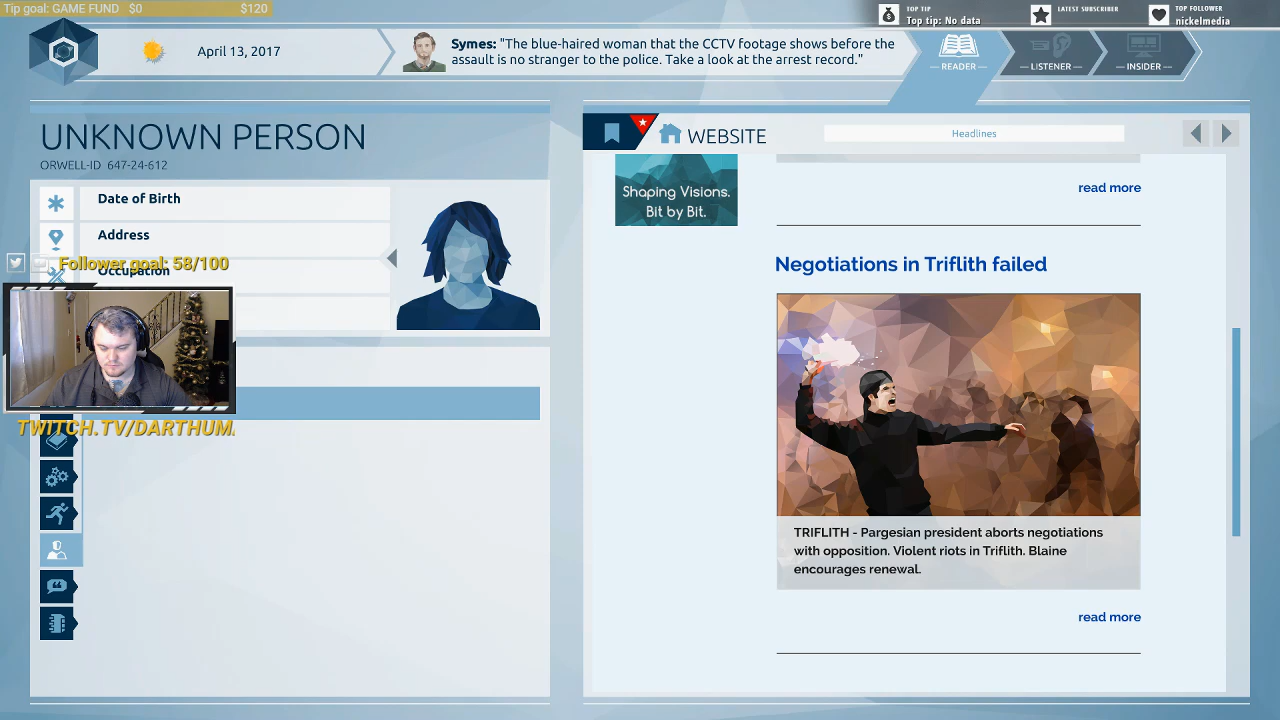 Tip goal: GAME FUND $0 $120
TOP TIP
Top tip: No data
LATEST SUBSCRIBER
TOP FOLLOWER
nickelmedia
April 13, 2017
Symes: "The blue-haired woman that the CCTV footage shows before the
assault is no stranger to the police. Take a look at the arrest record."
READER
LISTENER
INSIDER
UNKNOWN PERSON
ORWELL-ID 647-24-612
Date of Birth
Address
Occupation
Follower goal: 58/100
TWITCH.TV/DARTHUM
WEBSITE
Headlines
Shaping Visions.
Bit by Bit.
read more
Negotiations in Triflith failed
TRIFLITH - Pargesian president aborts negotiations
with opposition. Violent riots in Triflith. Blaine
encourages renewal.
read more